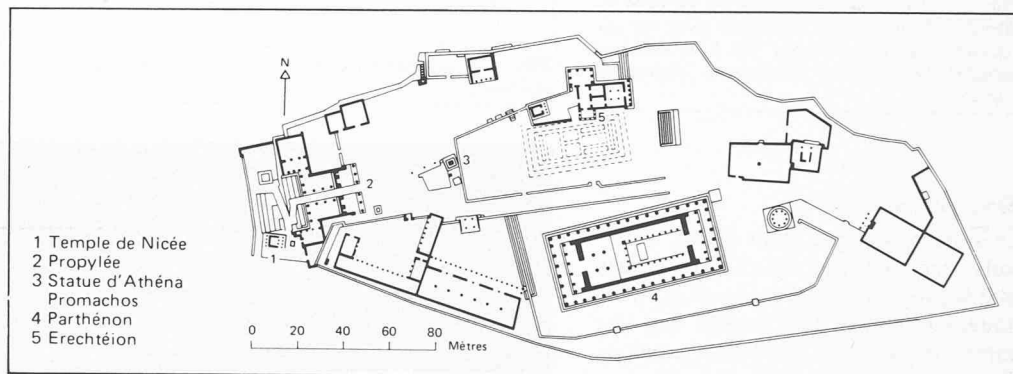 N
2
3
5
1
4
1 Temple de Nicée
2 Propylée
3 Statue d'Athéna
Promachos
4 Parthénon
5 Erechtéion
0 20 40 60 80 Mètres